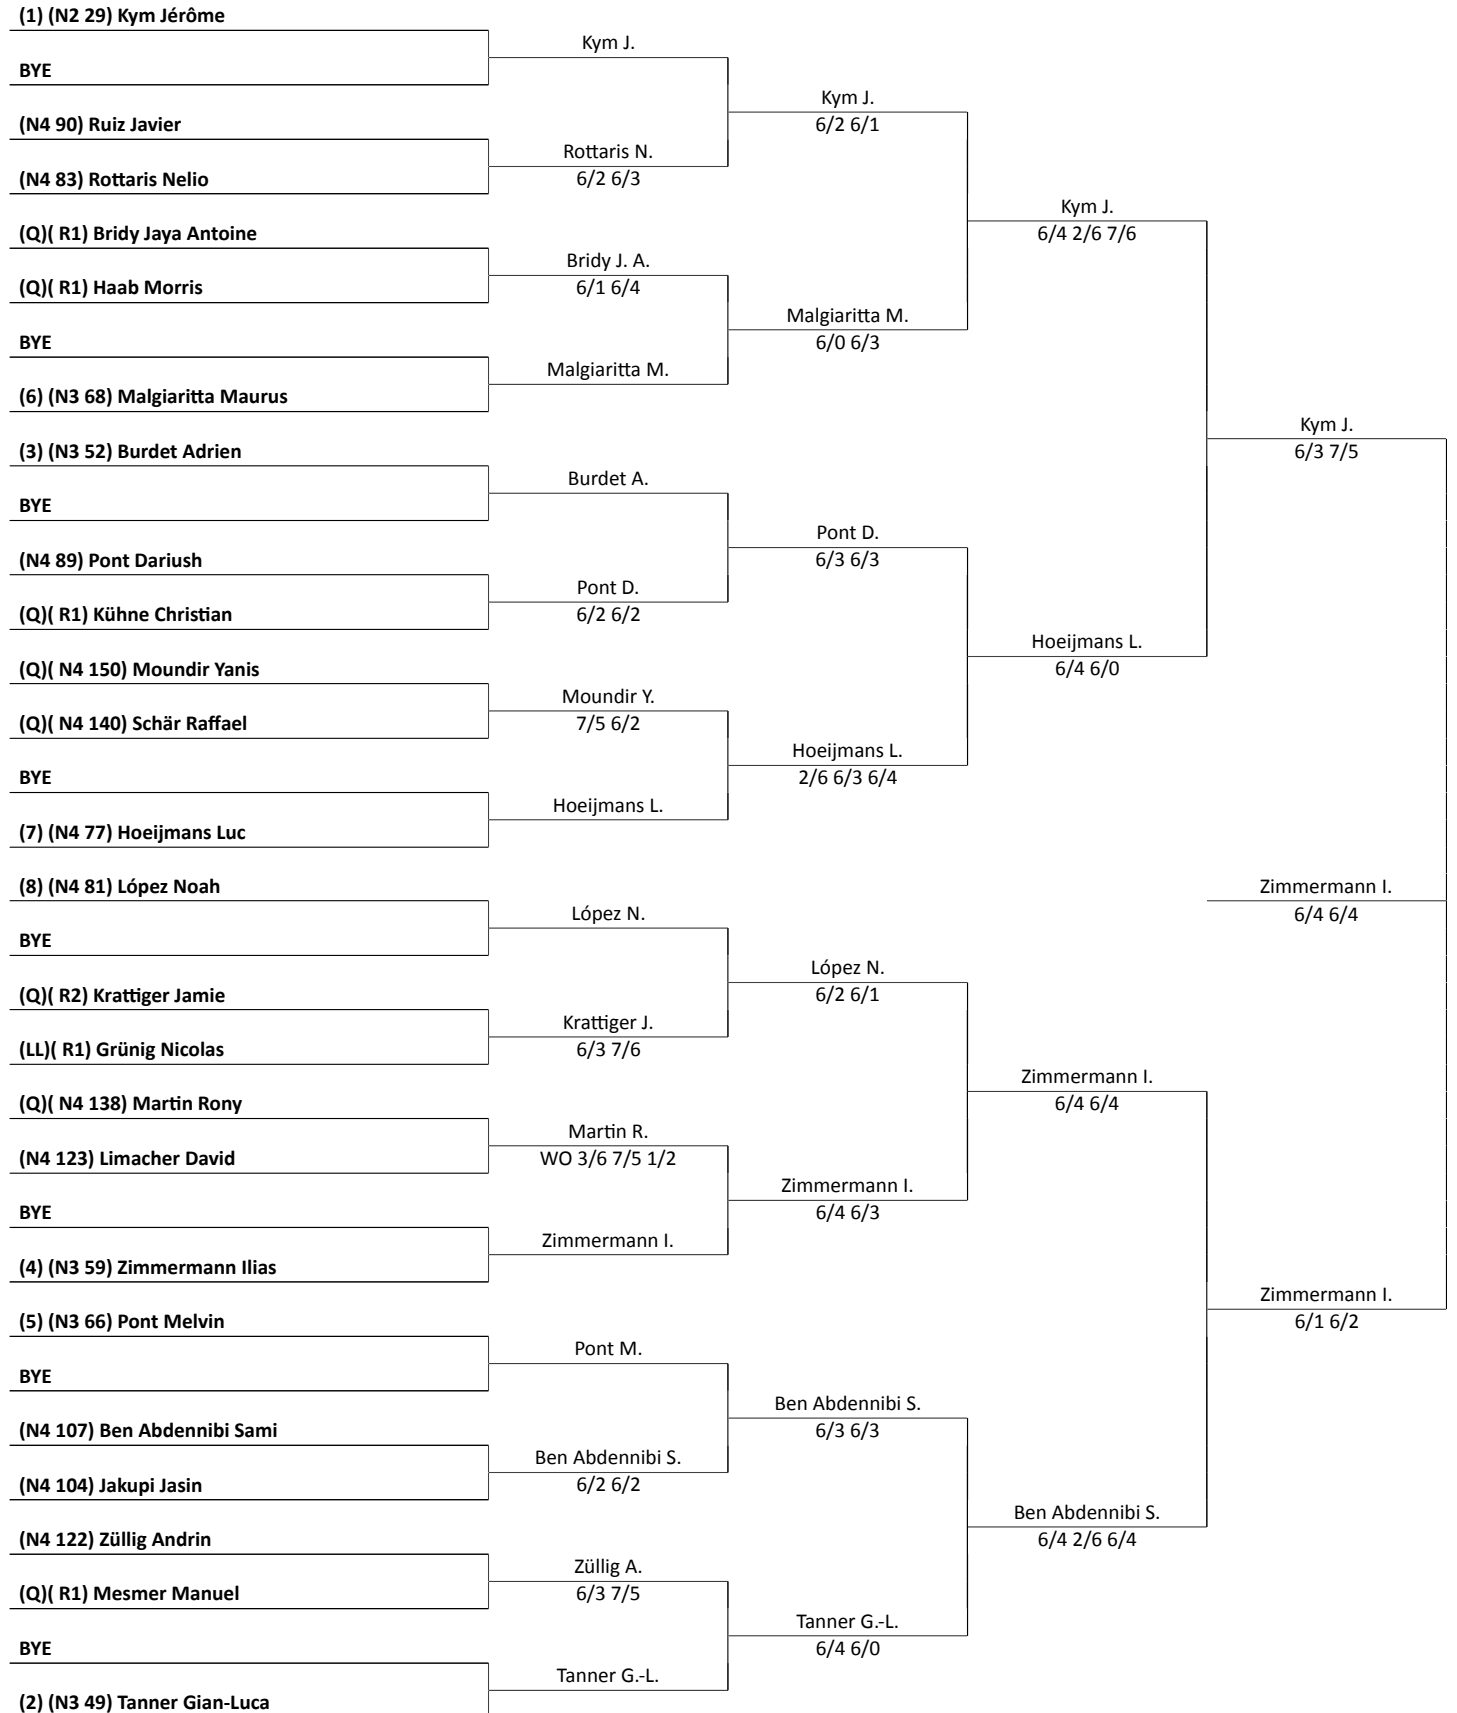 (1) (N2 29) Kym Jérôme
Kym J.
BYE
Kym J.
6/2 6/1
(N4 90) Ruiz Javier
Rottaris N.
6/2 6/3
(N4 83) Rottaris Nelio
Kym J.
6/4 2/6 7/6
(Q)( R1) Bridy Jaya Antoine
Bridy J. A.
6/1 6/4
(Q)( R1) Haab Morris
Malgiaritta M.
6/0 6/3
BYE
Malgiaritta M.
(6) (N3 68) Malgiaritta Maurus
Kym J.
6/3 7/5
(3) (N3 52) Burdet Adrien
Burdet A.
BYE
Pont D.
6/3 6/3
(N4 89) Pont Dariush
Pont D.
6/2 6/2
(Q)( R1) Kühne Christian
Hoeijmans L.
6/4 6/0
(Q)( N4 150) Moundir Yanis
Moundir Y.
7/5 6/2
(Q)( N4 140) Schär Raffael
Hoeijmans L.
2/6 6/3 6/4
BYE
Hoeijmans L.
(7) (N4 77) Hoeijmans Luc
(8) (N4 81) López Noah
Zimmermann I.
6/4 6/4
López N.
BYE
López N.
6/2 6/1
(Q)( R2) Krattiger Jamie
Krattiger J.
6/3 7/6
(LL)( R1) Grünig Nicolas
Zimmermann I.
6/4 6/4
(Q)( N4 138) Martin Rony
Martin R.
WO 3/6 7/5 1/2
(N4 123) Limacher David
Zimmermann I.
6/4 6/3
BYE
Zimmermann I.
(4) (N3 59) Zimmermann Ilias
Zimmermann I.
6/1 6/2
(5) (N3 66) Pont Melvin
Pont M.
BYE
Ben Abdennibi S.
6/3 6/3
(N4 107) Ben Abdennibi Sami
Ben Abdennibi S.
6/2 6/2
(N4 104) Jakupi Jasin
Ben Abdennibi S.
6/4 2/6 6/4
(N4 122) Züllig Andrin
Züllig A.
6/3 7/5
(Q)( R1) Mesmer Manuel
Tanner G.-L.
6/4 6/0
BYE
Tanner G.-L.
(2) (N3 49) Tanner Gian-Luca